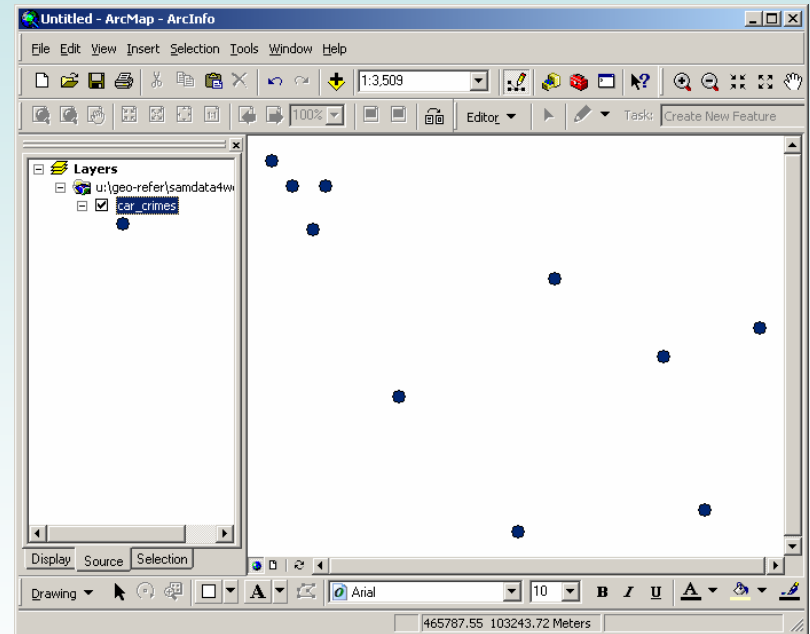 Untitled - ArcMap - ArcInfo
File Edit View Insert Selection Tools Window Help
1:3,509
100% Editor Task: Create New Feature
Layers
u:\geo-refer\samdata4w
car_crimes
Display Source Selection
Drawing A Arial 10 B I U A
465787.55 103243.72 Meters